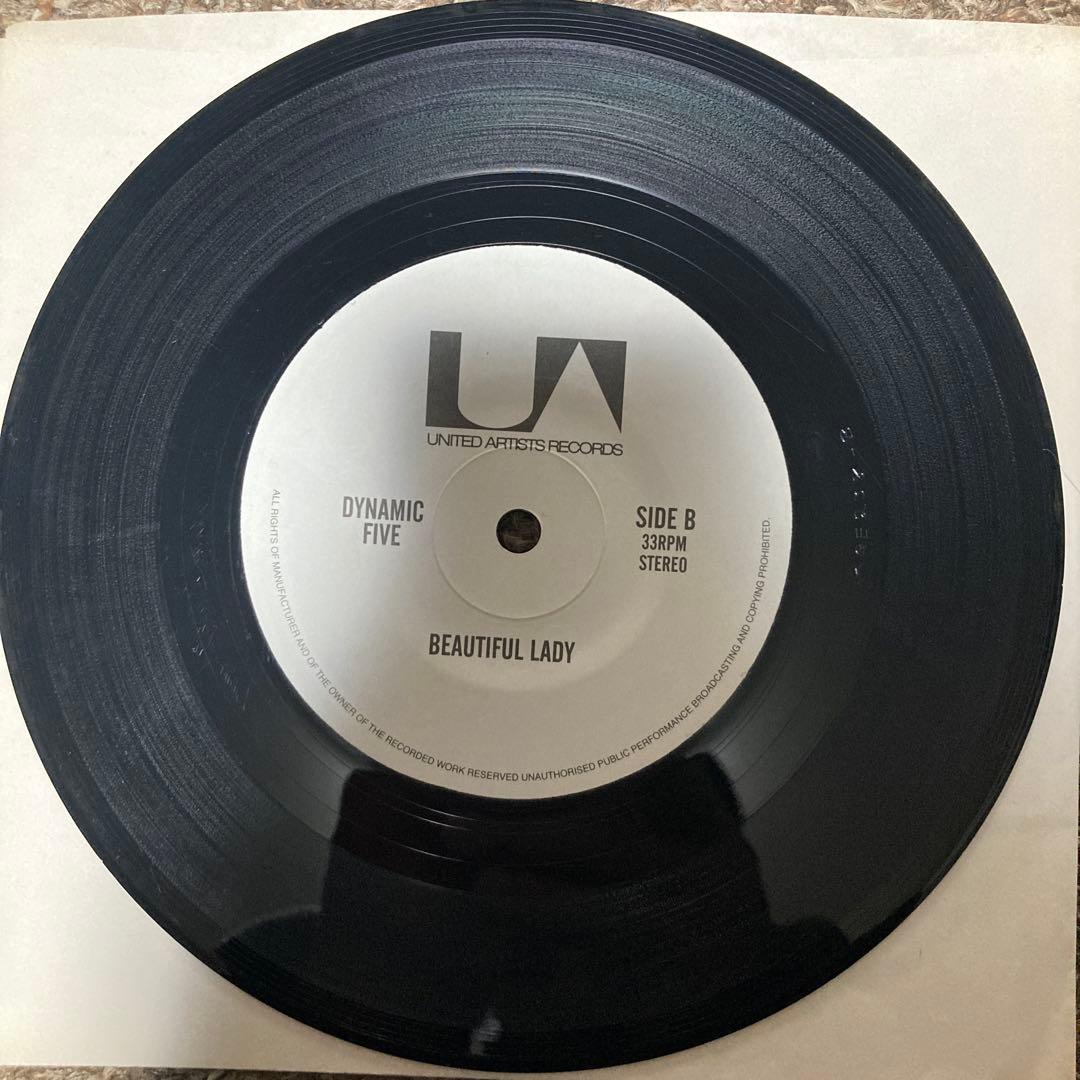 UA
UNITED ARTISTS RECORDS
DYNAMIC
FIVE
SIDE B
33RPM
STEREO
BEAUTIFUL LADY
ALL RIGHTS OF MANUFACTURER AND OF THE OWNER OF THE RECORDED WORK RESERVED UNAUTHORISED PUBLIC PERFORMANCE BROADCASTING AND COPYING PROHIBITED.